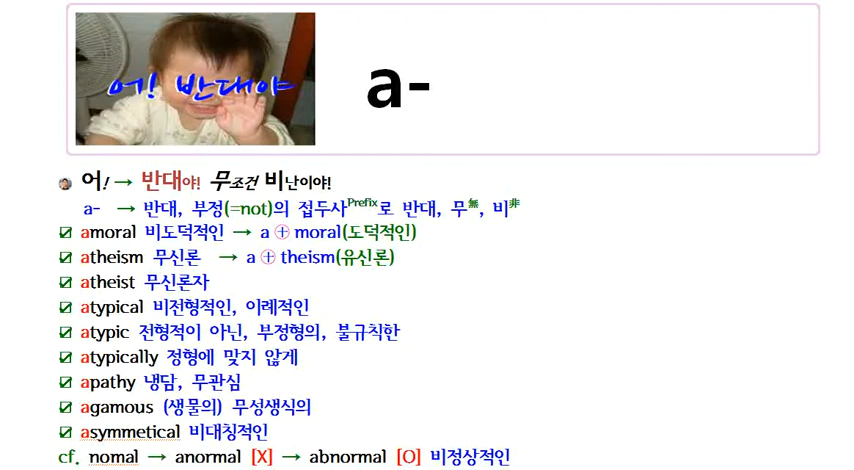 어! 반대야
a-
어! → 반대야! 무조건 비난이야!
a- → 반대, 부정(=not)의 접두사Prefix로 반대, 무無, 비非
amoral 비도덕적인 → a ⊕ moral(도덕적인)
atheism 무신론 → a ⊕ theism(유신론)
atheist 무신론자
atypical 비전형적인, 이례적인
atypic 전형적이 아닌, 부정형의, 불규칙한
atypically 정형에 맞지 않게
apathy 냉담, 무관심
agamous (생물의) 무성생식의
asymmetical 비대칭적인
cf. nomal → anormal [X] → abnormal [O] 비정상적인